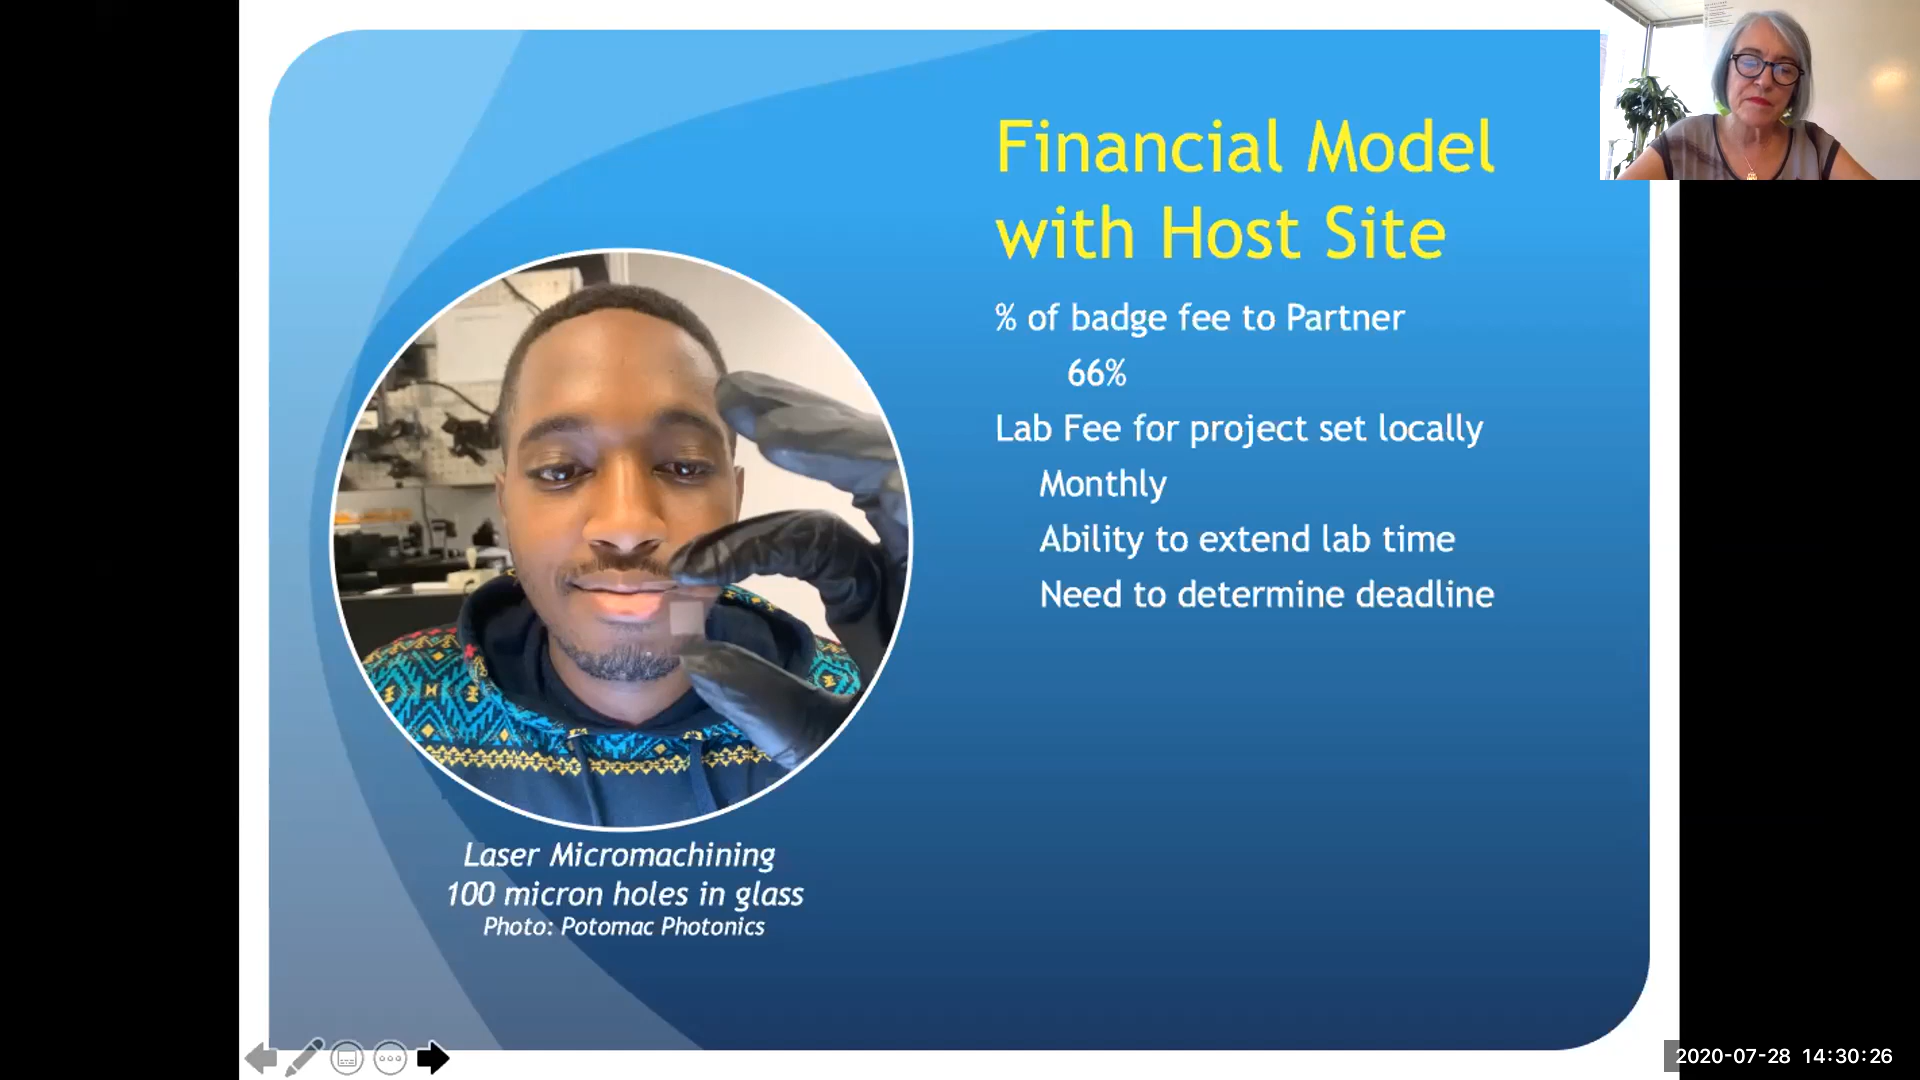 Financial Model
with Host Site
% of badge fee to Partner
66%
Lab Fee for project set locally
Monthly
Ability to extend lab time
Need to determine deadline
Laser Micromachining
100 micron holes in glass
Photo: Potomac Photonics
2020-07-28 14:30:26